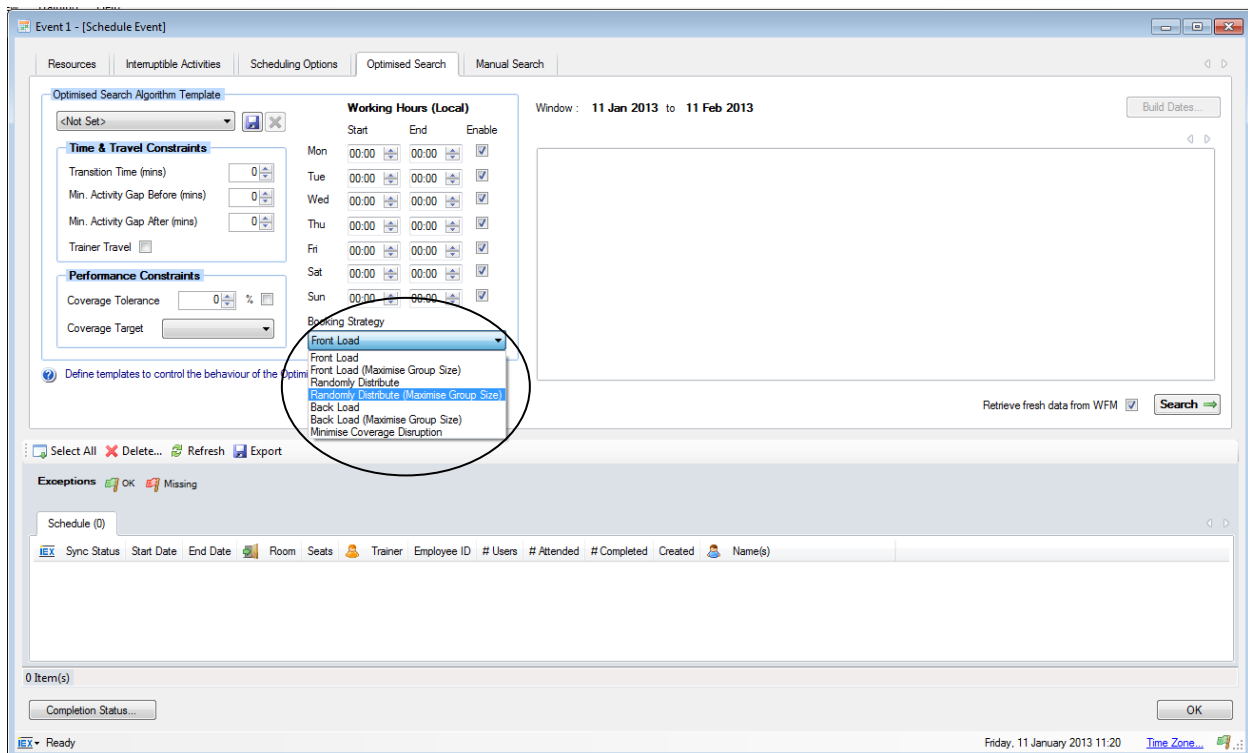 Event 1 - [Schedule Event]
Resources Interruptible Activities Scheduling Options Optimised Search Manual Search
Optimised Search Algorithm Template
<Not Set>
Working Hours (Local)
Window : 11 Jan 2013 to 11 Feb 2013
Build Dates...
Start End Enable
Time & Travel Constraints
Mon 00:00 00:00
Transition Time (mins) 0
Tue 00:00 00:00
Min. Activity Gap Before (mins) 0
Wed 00:00 00:00
Min. Activity Gap After (mins) 0
Thu 00:00 00:00
Trainer Travel
Fri 00:00 00:00
Performance Constraints
Sat 00:00 00:00
Coverage Tolerance 0 %
Sun 00:00 00:00
Coverage Target
Booking Strategy
Front Load
Front Load
Front Load (Maximise Group Size)
Randomly Distribute
Randomly Distribute (Maximise Group Size)
Back Load
Back Load (Maximise Group Size)
Minimise Coverage Disruption
Define templates to control the behaviour of the
Retrieve fresh data from WFM Search
Select All Delete... Refresh Export
Exceptions OK Missing
Schedule (0)
IEX Sync Status Start Date End Date Room Seats Trainer Employee ID # Users # Attended # Completed Created Name(s)
0 Item(s)
Completion Status... OK
IEX Ready Friday, 11 January 2013 11:20 Time Zone...